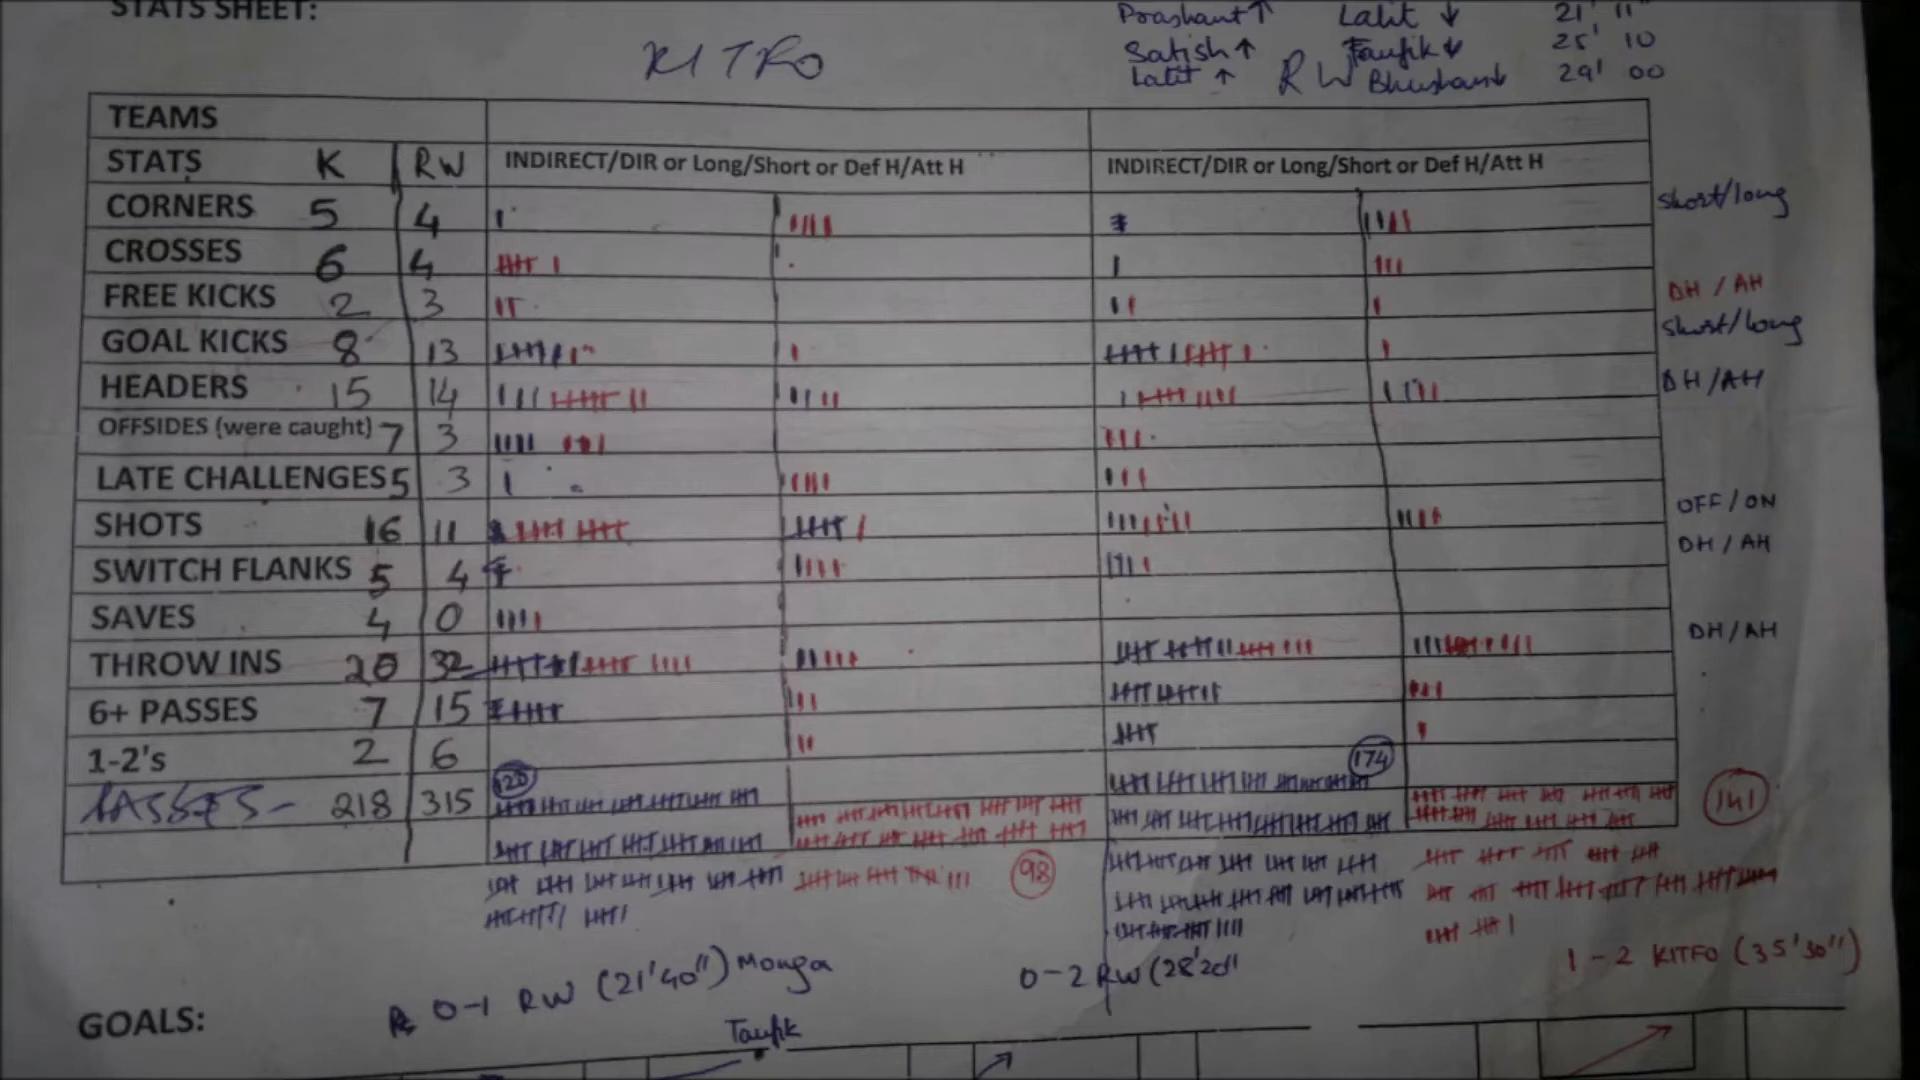 STATS SHEET:
Prashant ↑ Lalit ↓ 21' 11"
KITFO Satish ↑ Taufik ↓ 25' 10
Lalit ↑ RW Bhushan ↓ 29' 00
TEAMS
STATS K RW INDIRECT/DIR or Long/Short or Def H/Att H INDIRECT/DIR or Long/Short or Def H/Att H
CORNERS 5 4 short/long
CROSSES 6 4
FREE KICKS 2 3 DH / AH
GOAL KICKS 8 13 short/long
HEADERS 15 14 DH/AH
OFFSIDES (were caught) 7 3
LATE CHALLENGES 5 3
SHOTS 16 11 OFF/ON
SWITCH FLANKS 5 4 DH / AH
SAVES 4 0
THROW INS 20 32 DH/AH
6+ PASSES 7 15
1-2's 2 6 174
PASSES - 218 315 120 141
98
GOALS: 0-1 RW (21'40") Monga 0-2 RW (28'20" 1-2 KITFO (35'30")
Taufik